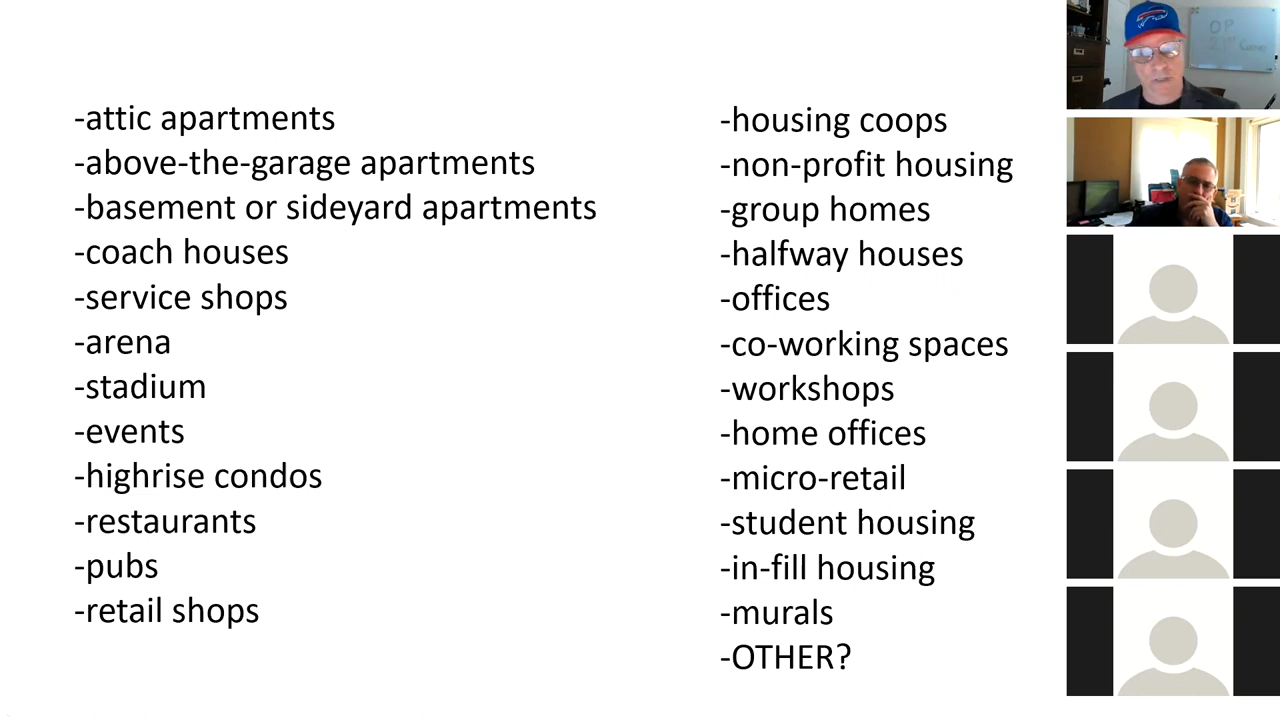 -attic apartments
-above-the-garage apartments
-basement or sideyard apartments
-coach houses
-service shops
-arena
-stadium
-events
-highrise condos
-restaurants
-pubs
-retail shops
-housing coops
-non-profit housing
-group homes
-halfway houses
-offices
-co-working spaces
-workshops
-home offices
-micro-retail
-student housing
-in-fill housing
-murals
-OTHER?
OP